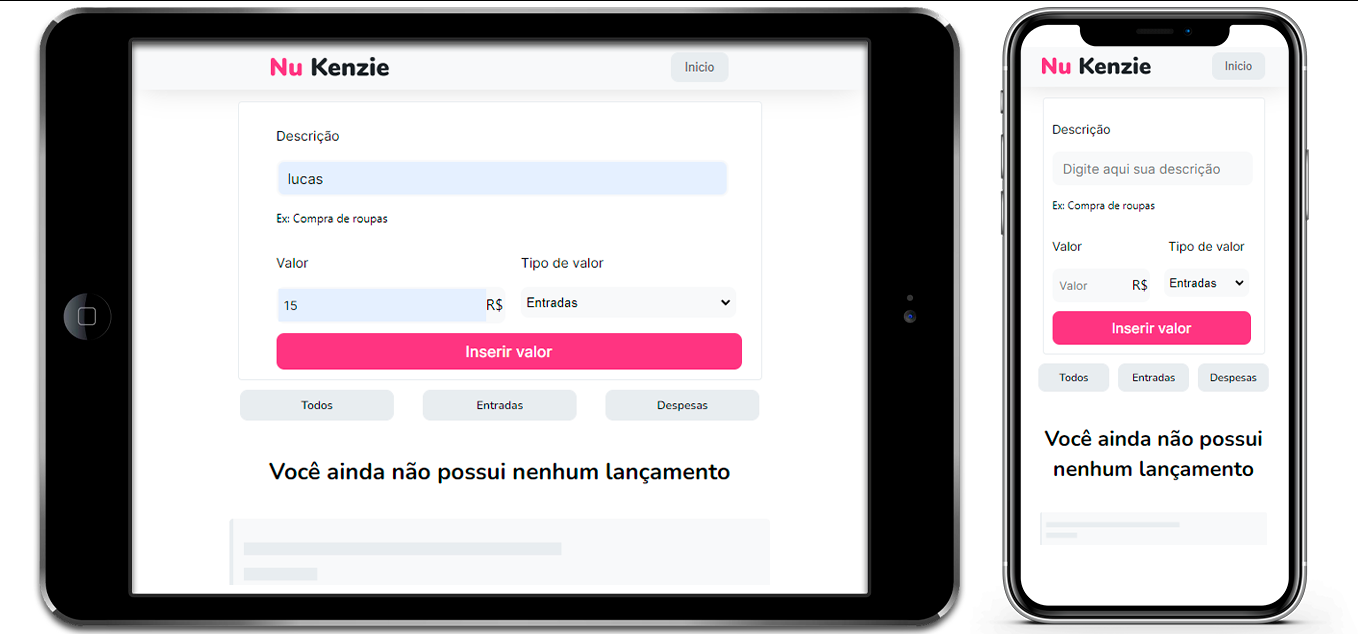 Nu Kenzie
Inicio
Descrição
lucas
Ex: Compra de roupas
Valor
Tipo de valor
15
R$
Entradas
Inserir valor
Todos
Entradas
Despesas
Você ainda não possui nenhum lançamento
Nu Kenzie
Inicio
Descrição
Digite aqui sua descrição
Ex: Compra de roupas
Valor
Tipo de valor
Valor
R$
Entradas
Inserir valor
Todos
Entradas
Despesas
Você ainda não possui
nenhum lançamento